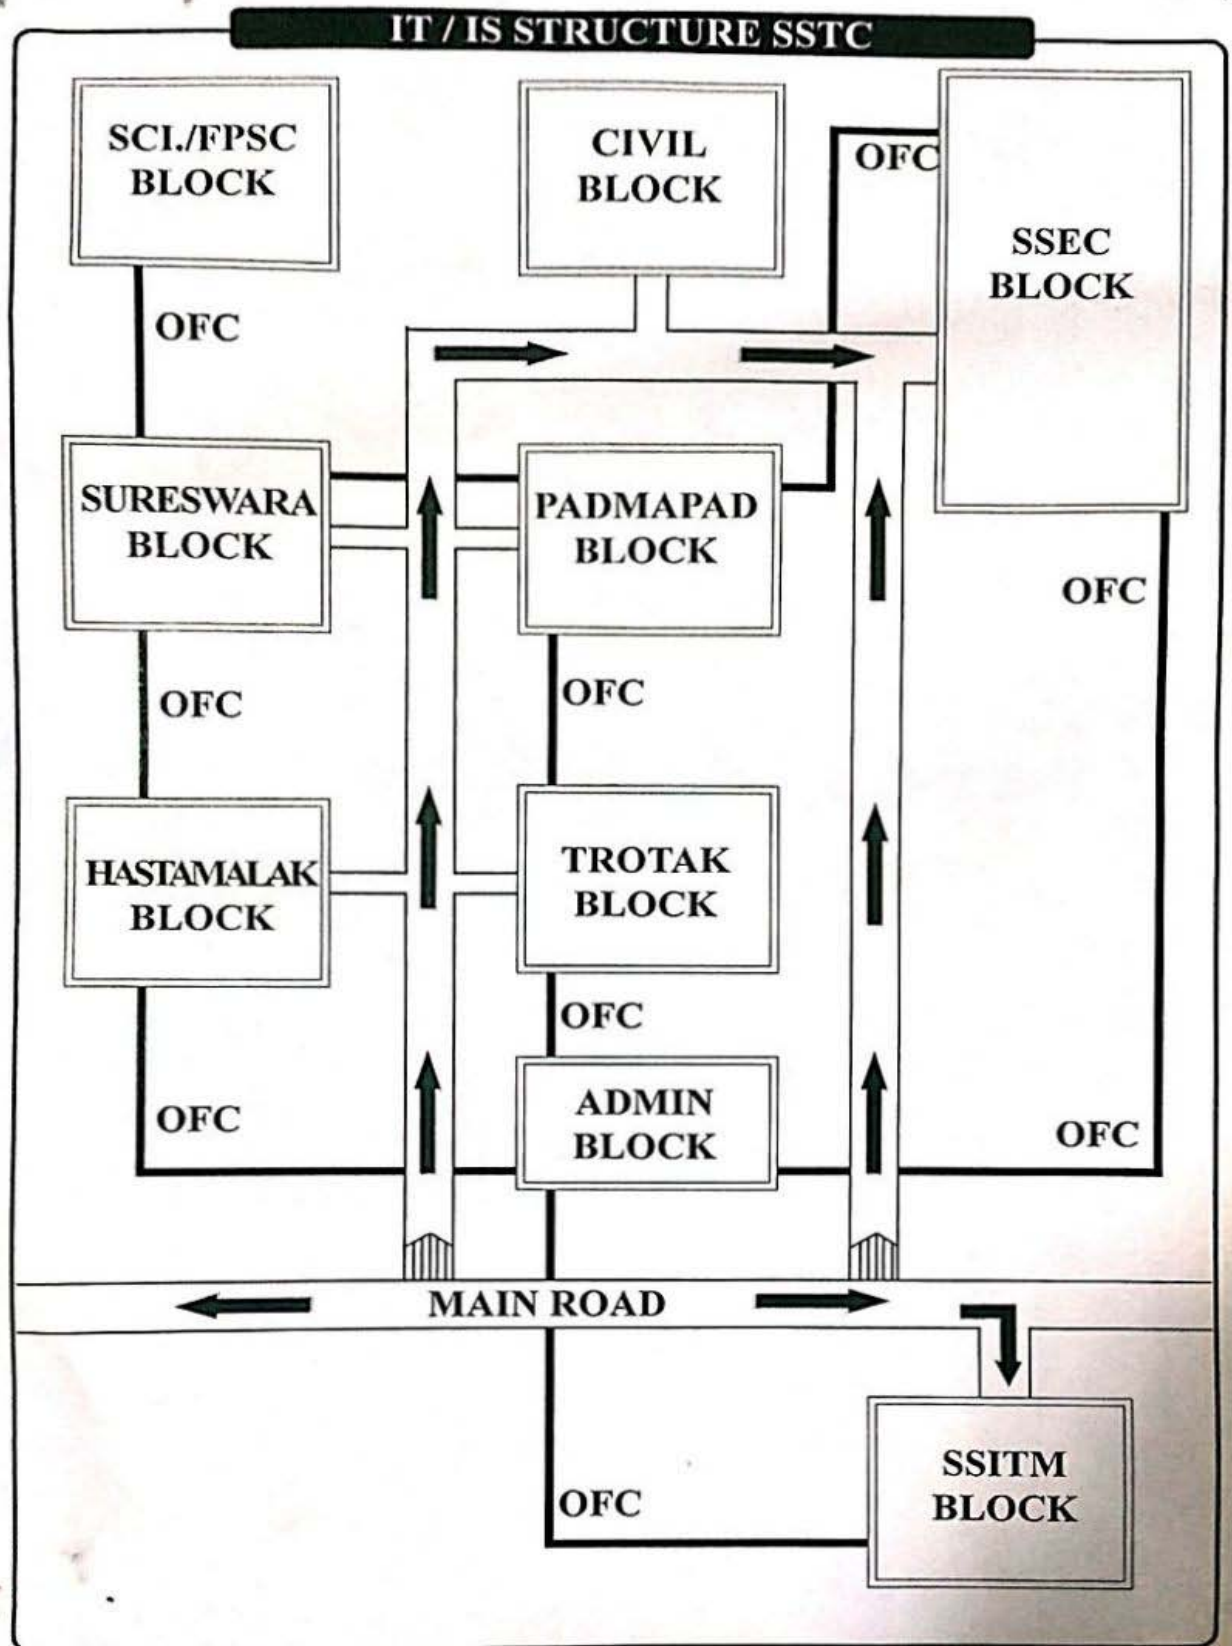 IT / IS STRUCTURE SSTC
SCI./FPSC
BLOCK
CIVIL
BLOCK
OFC
SSEC
BLOCK
OFC
SURESWARA
BLOCK
PADMAPAD
BLOCK
OFC
OFC
OFC
HASTAMALAK
BLOCK
TROTAK
BLOCK
OFC
ADMIN
BLOCK
OFC
OFC
MAIN ROAD
SSITM
BLOCK
OFC